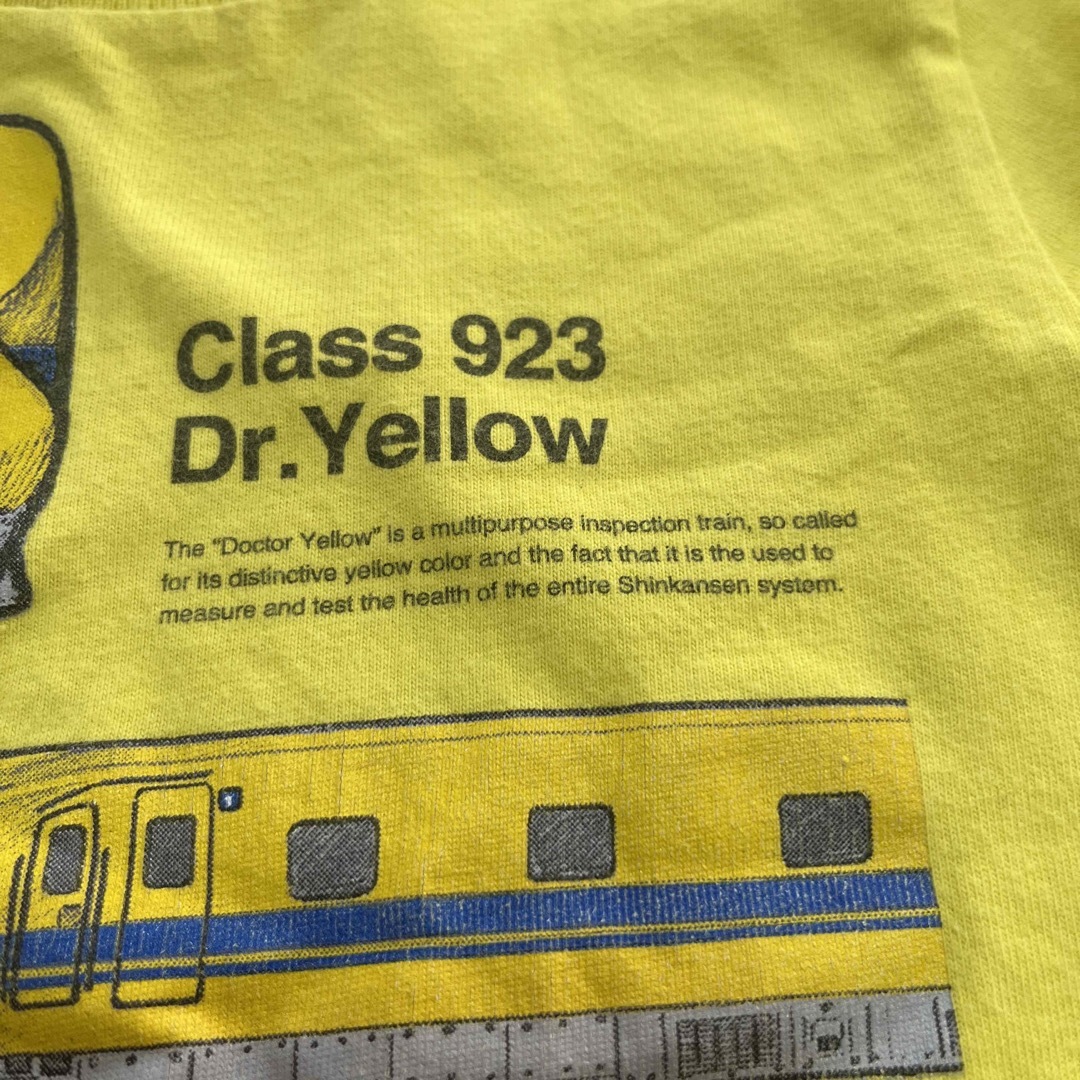 Class 923
Dr.Yellow
The "Doctor Yellow" is a multipurpose inspection train, so called
for its distinctive yellow color and the fact that it is the used to
measure and test the health of the entire Shinkansen system.
1